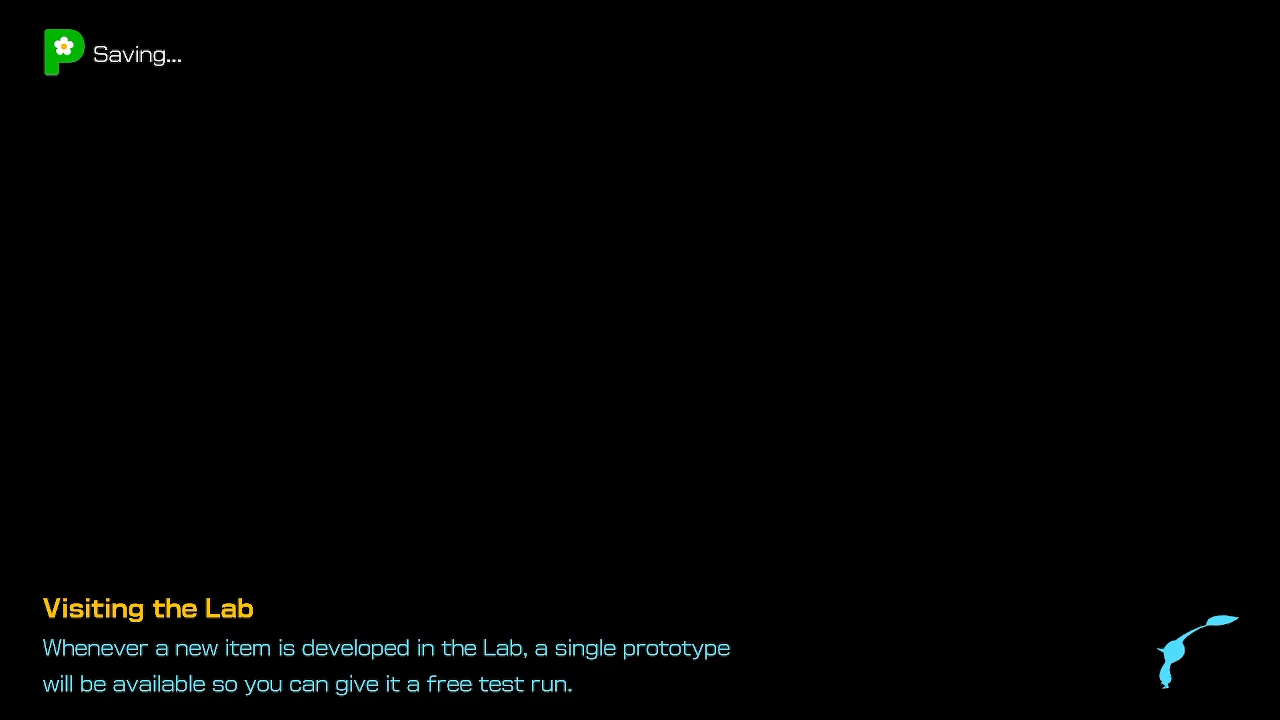 Saving...
Visiting the Lab
Whenever a new item is developed in the Lab, a single prototype
will be available so you can give it a free test run.